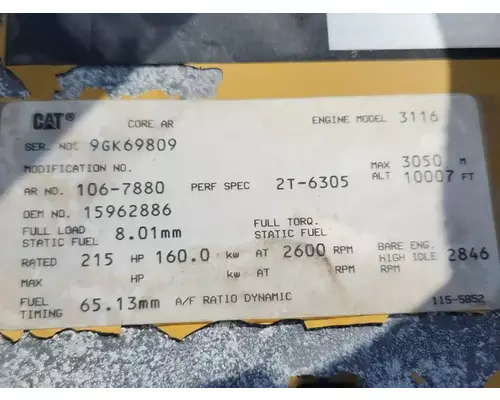 CAT® CORE AR ENGINE MODEL 3116
SER. NO. 9GK69809
MODIFICATION NO. MAX 3050 M
AR NO. 106-7880 PERF SPEC 2T-6305 ALT 10007 FT
OEM NO. 15962886
FULL LOAD STATIC FUEL 8.01mm FULL TORQ. STATIC FUEL
RATED 215 HP 160.0 kw AT 2600 RPM BARE ENG. HIGH IDLE RPM 2846
MAX HP kw AT RPM
FUEL TIMING 65.13mm A/F RATIO DYNAMIC
115-5852